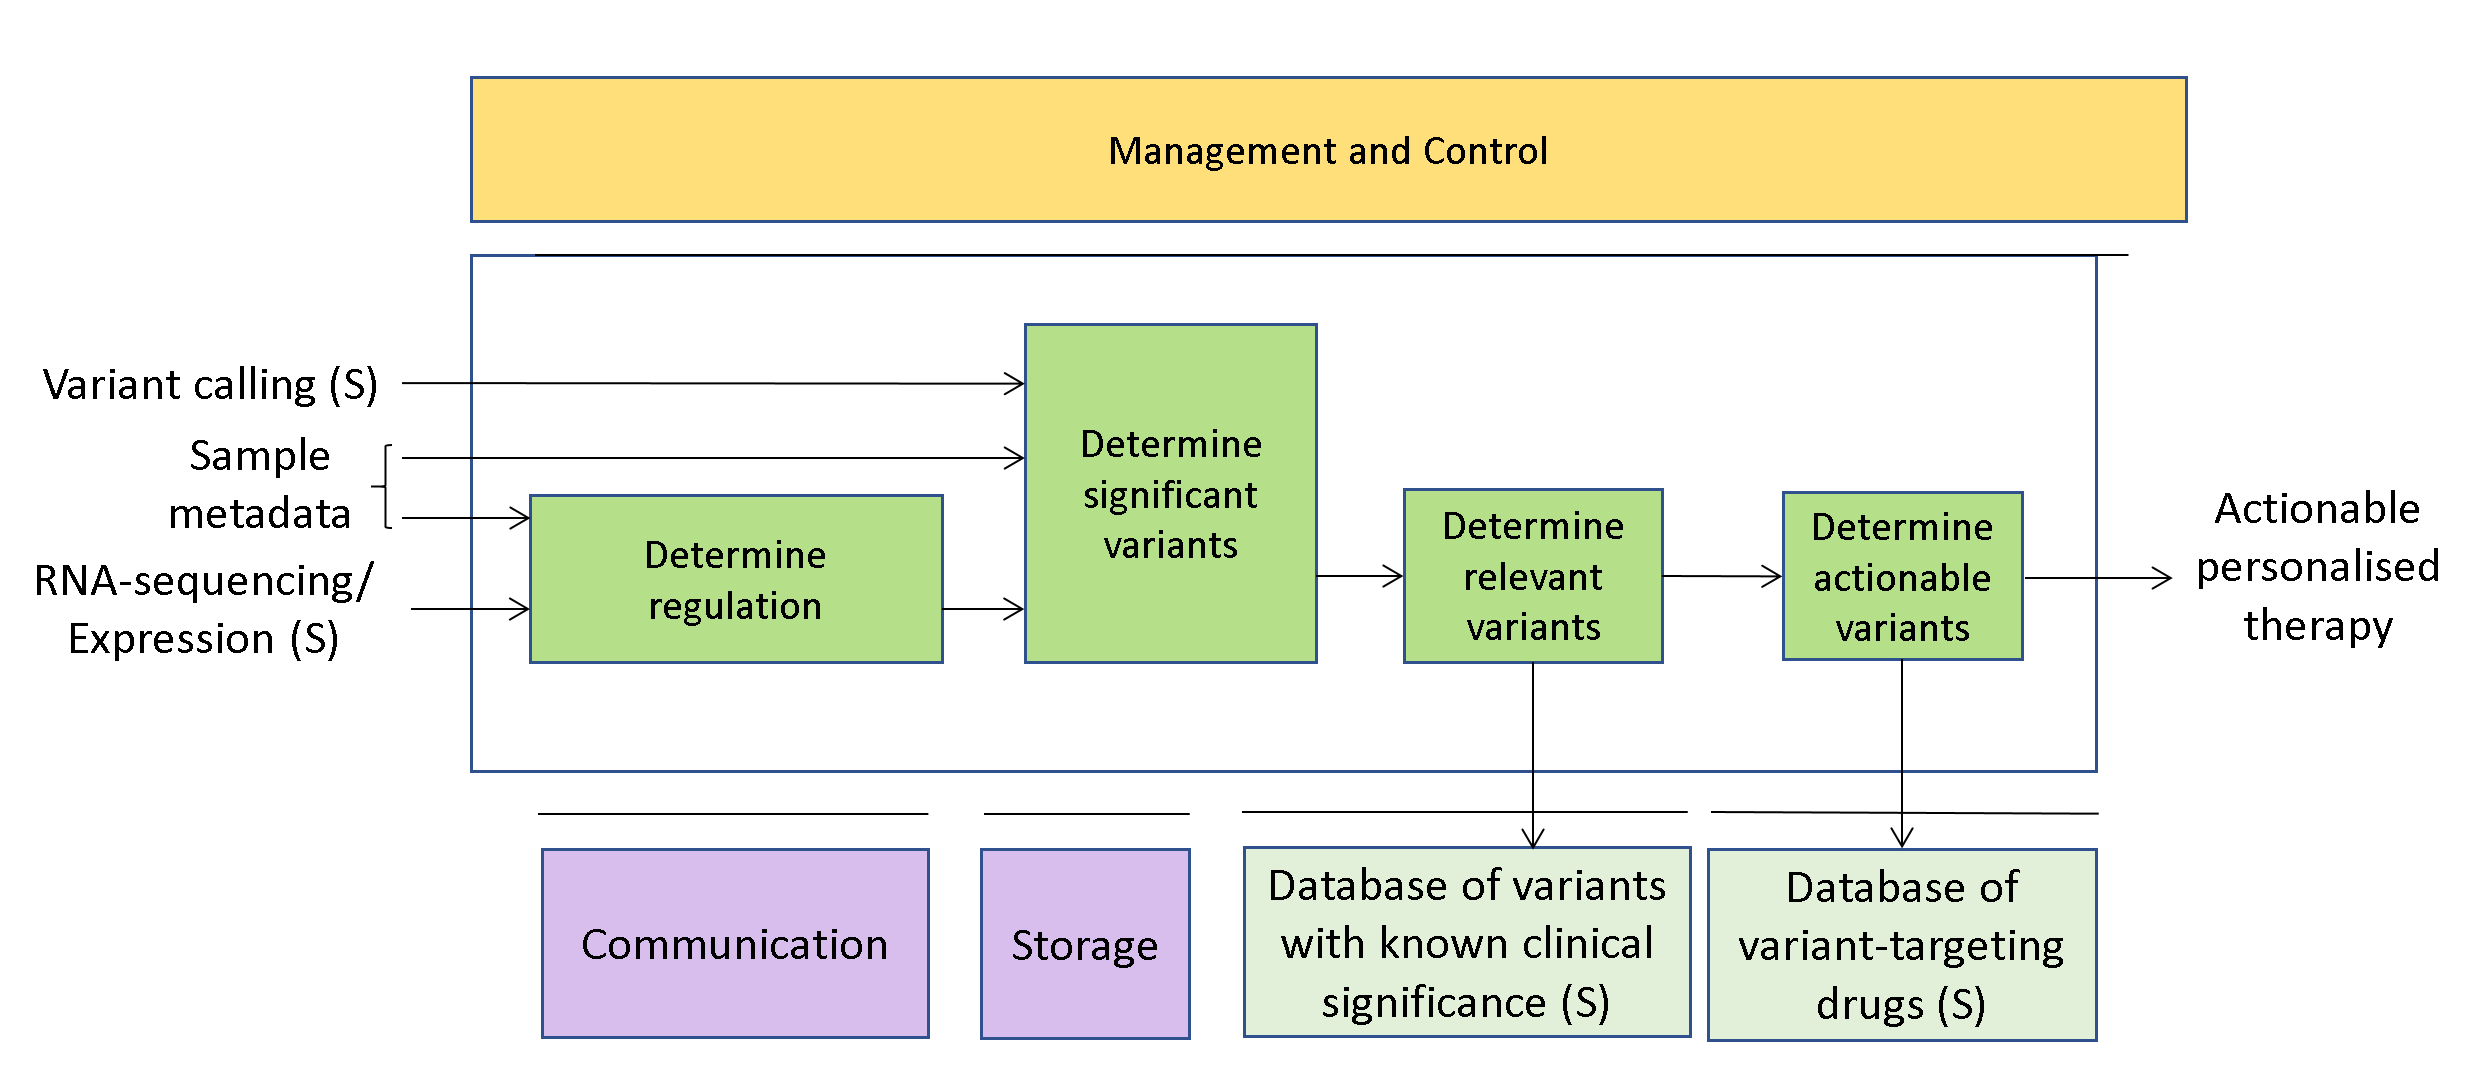 Management and Control
Variant calling (S)
Sample
metadata
RNA-sequencing/
Expression (S)
Determine
regulation
Determine
significant
variants
Determine
relevant
variants
Determine
actionable
variants
Actionable
personalised
therapy
Communication
Storage
Database of variants
with known clinical
significance (S)
Database of
variant-targeting
drugs (S)